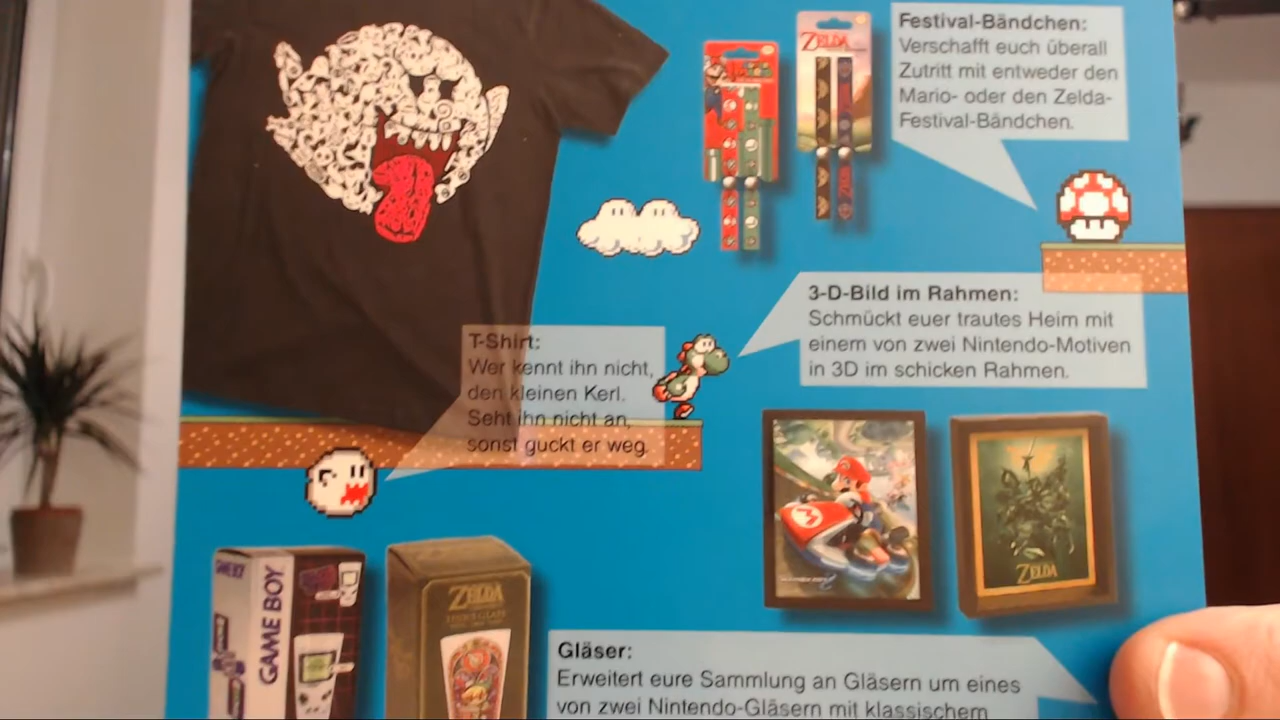 Festival-Bändchen:
Verschafft euch überall
Zutritt mit entweder den
Mario- oder den Zelda-
Festival-Bändchen.
ZELDA
3-D-Bild im Rahmen:
Schmückt euer trautes Heim mit
einem von zwei Nintendo-Motiven
in 3D im schicken Rahmen.
T-Shirt:
Wer kennt ihn nicht,
den kleinen Kerl.
Seht ihn nicht an,
sonst guckt er weg.
M
ZELDA
GAME BOY
ZELDA
Gläser:
Erweitert eure Sammlung an Gläsern um eines
von zwei Nintendo-Gläsern mit klassischem